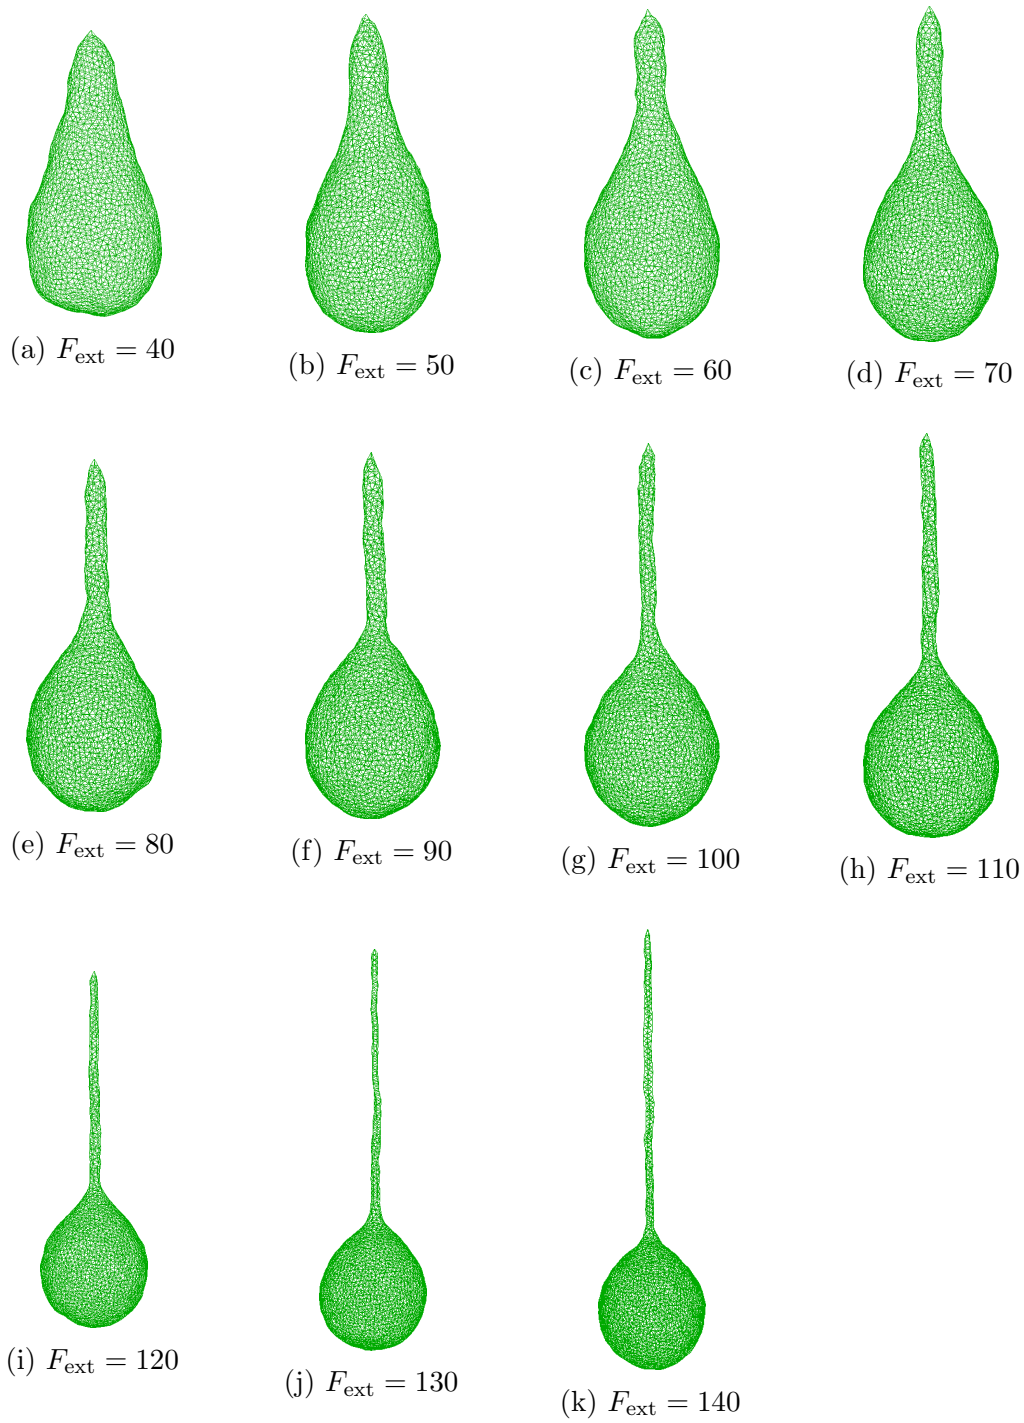 (a) F_ext = 40
(b) F_ext = 50
(c) F_ext = 60
(d) F_ext = 70
(e) F_ext = 80
(f) F_ext = 90
(g) F_ext = 100
(h) F_ext = 110
(i) F_ext = 120
(j) F_ext = 130
(k) F_ext = 140